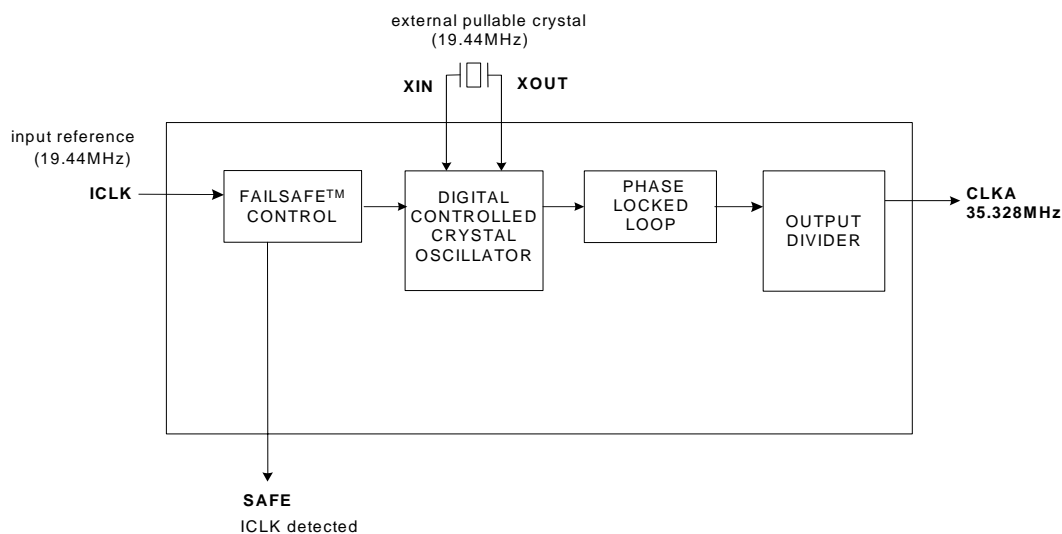 external pullable crystal
(19.44MHz)
XIN
XOUT
input reference
(19.44MHz)
ICLK
FAILSAFE™
CONTROL
DIGITAL
CONTROLLED
CRYSTAL
OSCILLATOR
PHASE
LOCKED
LOOP
OUTPUT
DIVIDER
CLKA
35.328MHz
SAFE
ICLK detected